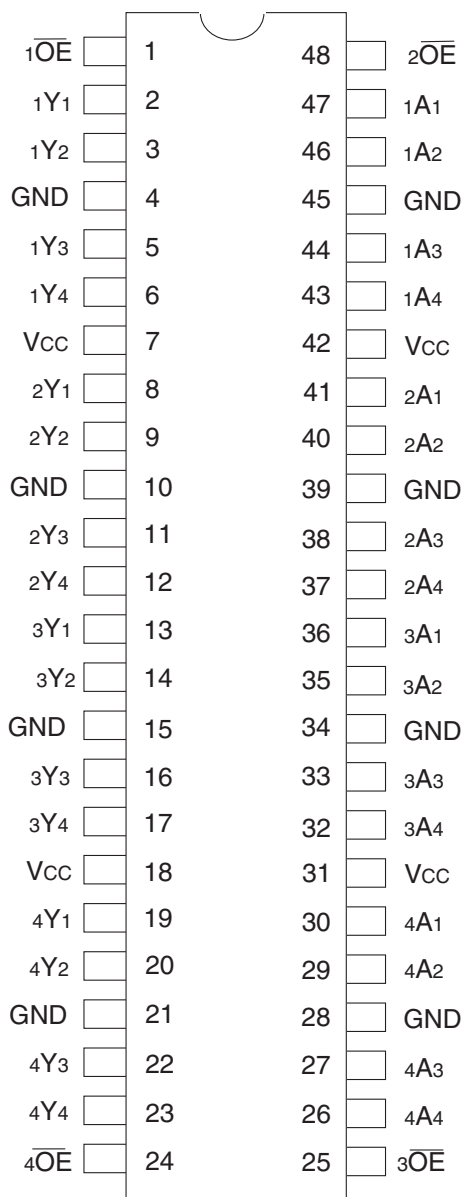 1OE 1 48 2OE
1Y1 2 47 1A1
1Y2 3 46 1A2
GND 4 45 GND
1Y3 5 44 1A3
1Y4 6 43 1A4
VCC 7 42 VCC
2Y1 8 41 2A1
2Y2 9 40 2A2
GND 10 39 GND
2Y3 11 38 2A3
2Y4 12 37 2A4
3Y1 13 36 3A1
3Y2 14 35 3A2
GND 15 34 GND
3Y3 16 33 3A3
3Y4 17 32 3A4
VCC 18 31 VCC
4Y1 19 30 4A1
4Y2 20 29 4A2
GND 21 28 GND
4Y3 22 27 4A3
4Y4 23 26 4A4
4OE 24 25 3OE